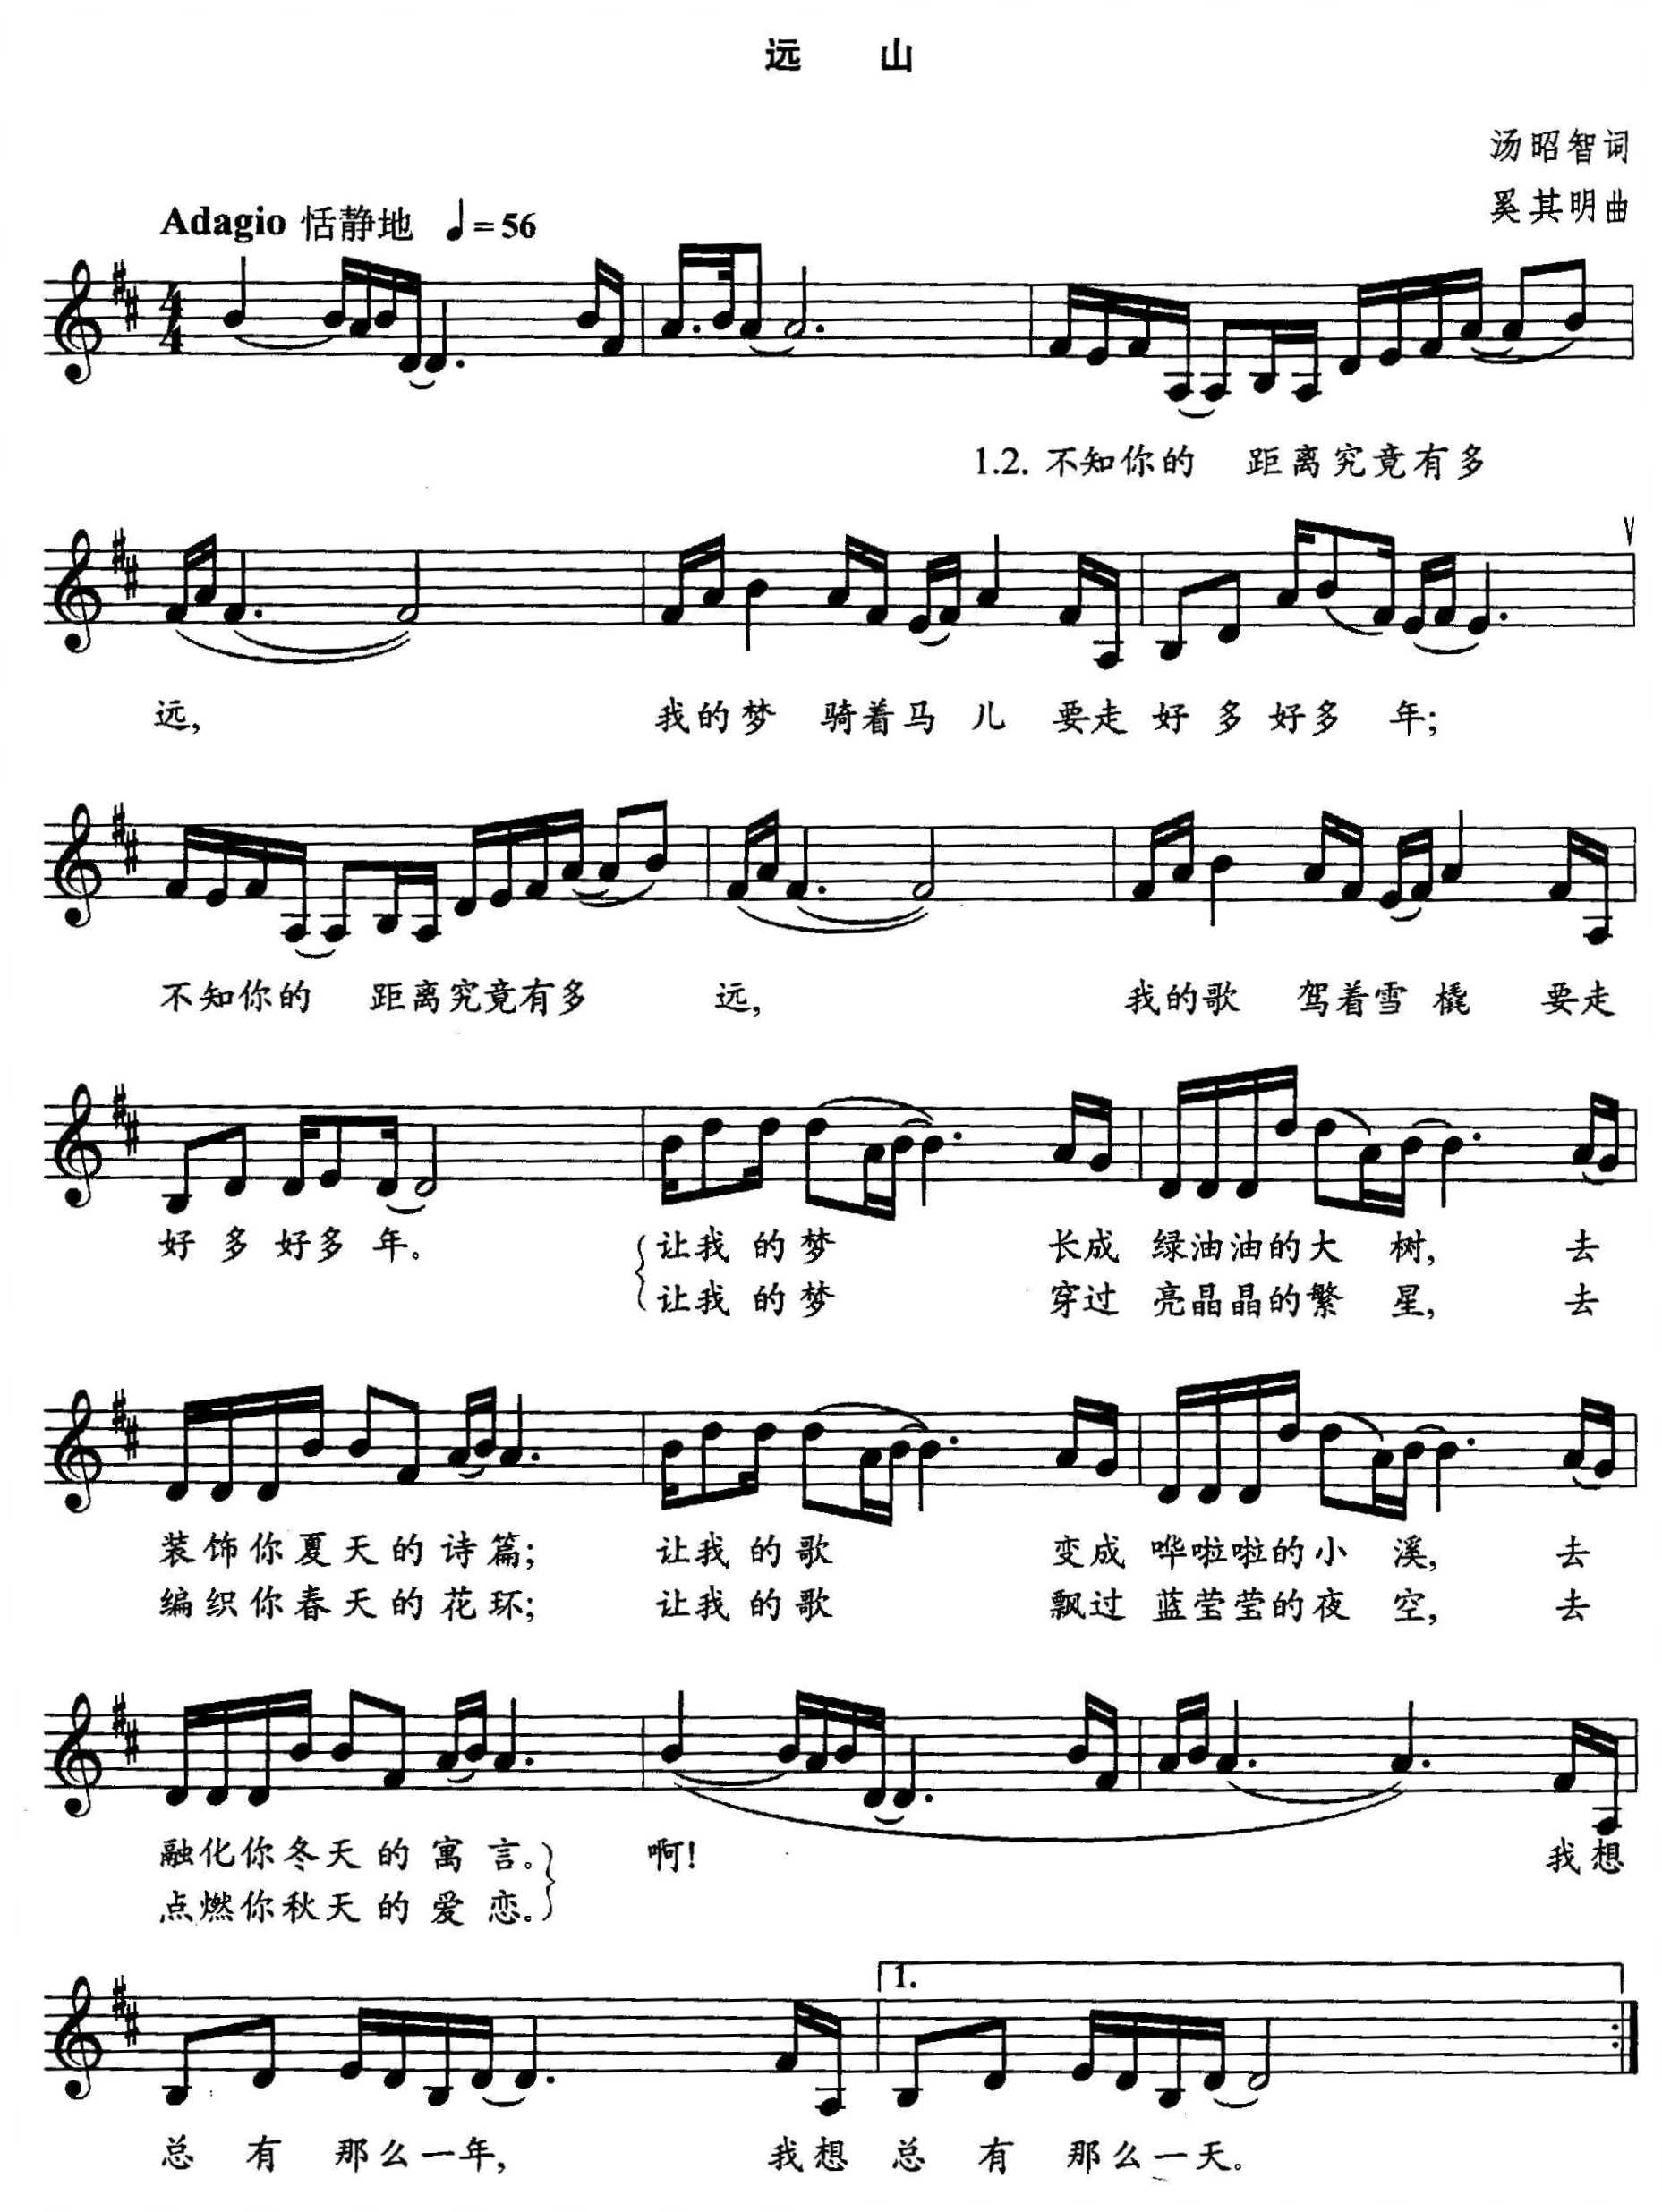 远 山
汤昭智词
奚其明曲
Adagio 恬静地 ♩=56
4
4
1.2. 不知你的 距离究竟有多
远, 我的梦 骑着马 儿 要走 好 多 好多 年;
不知你的 距离究竟有多 远, 我的歌 驾着雪 橇 要走
好 多 好多 年。 让我 的梦 长成 绿油油的大 树, 去
让我 的梦 穿过 亮晶晶的繁 星, 去
装饰你夏天的诗篇; 让我 的歌 变成 哗啦啦的小 溪, 去
编织你春天的花环; 让我 的歌 飘过 蓝莹莹的夜 空, 去
融化你冬天的寓言。 啊! 我想
点燃你秋天的爱恋。
1.
总 有 那么一年, 我想 总 有 那么一天。